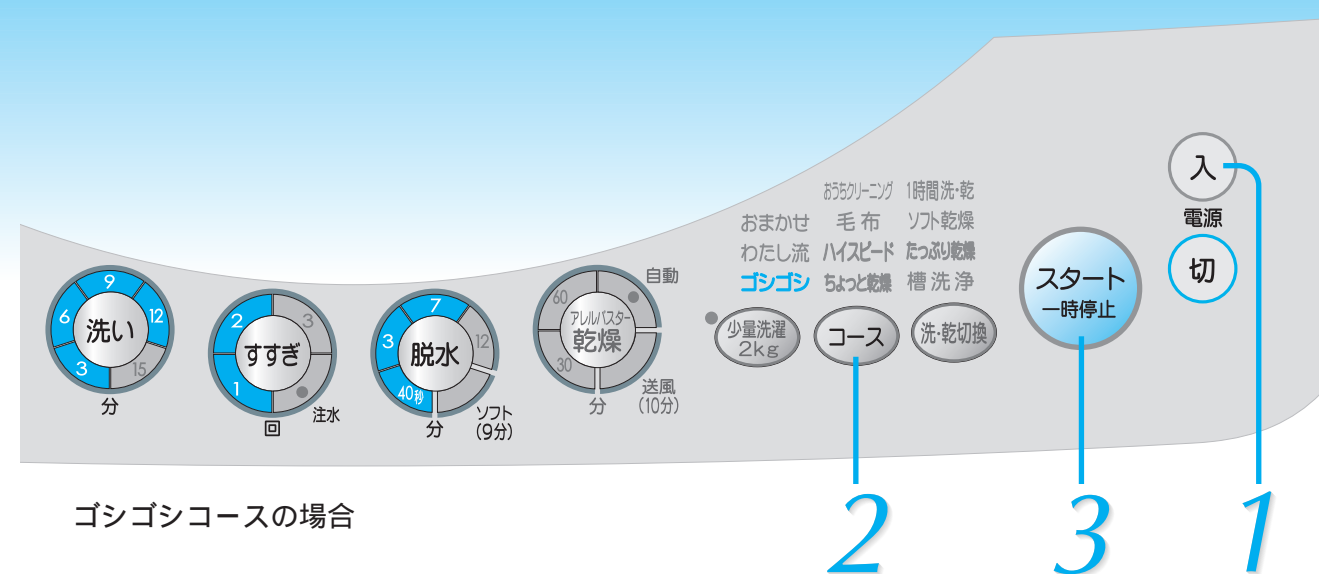 入
電源
切
おうちクリーニング 1時間洗・乾
おまかせ 毛布 ソフト乾燥
わたし流 ハイスピード たっぷり乾燥
ゴシゴシ ちょっと乾燥 槽洗浄
少量洗濯
2kg
コース
洗・乾切換
スタート
一時停止
9
6
12
洗い
3
15
分
2
3
すすぎ
1
注水
回
7
3
12
脱水
40秒
ソフト
(9分)
分
自動
60
アレルバスター
乾燥
30
送風
(10分)
分
ゴシゴシコースの場合
2
3
1